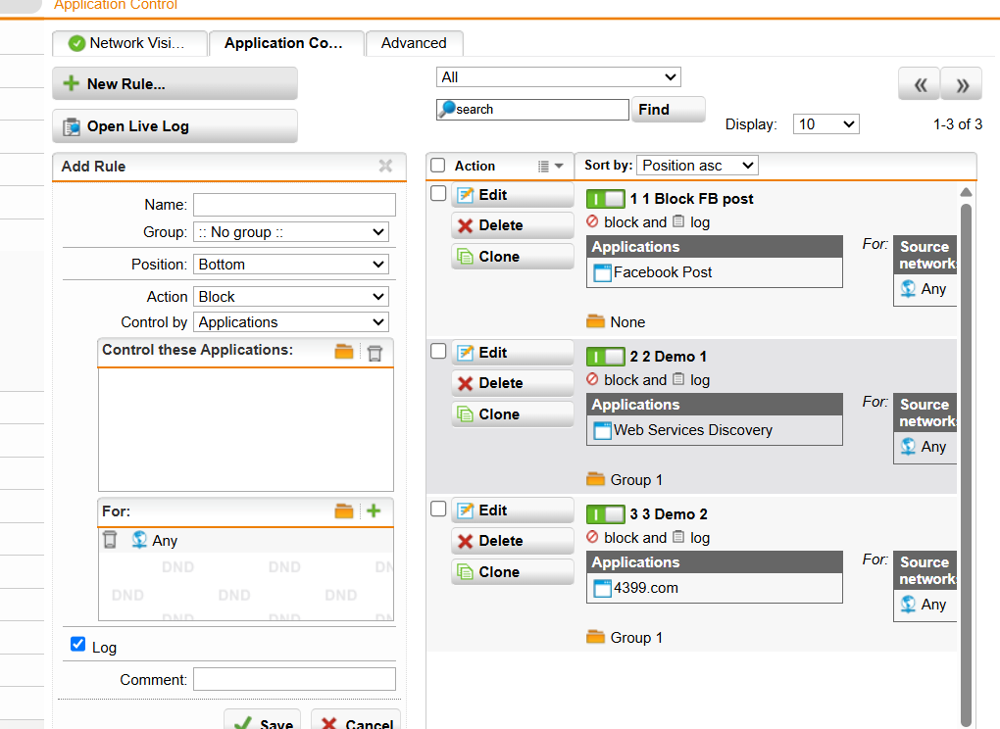 Application Control
Network Visi...
Application Co...
Advanced
New Rule...
Open Live Log
All
search
Find
Display:
10
1-3 of 3
Add Rule
Name:
Group:
:: No group ::
Position:
Bottom
Action
Block
Control by
Applications
Control these Applications:
For:
Any
DND DND DN
DND DND DND
DND DND DN
Log
Comment:
Save
Cancel
Action
Sort by:
Position asc
Edit
Delete
Clone
1 1 Block FB post
block and log
Applications
Facebook Post
For:
Source
network
Any
None
Edit
Delete
Clone
2 2 Demo 1
block and log
Applications
Web Services Discovery
For:
Source
network
Any
Group 1
Edit
Delete
Clone
3 3 Demo 2
block and log
Applications
4399.com
For:
Source
network
Any
Group 1